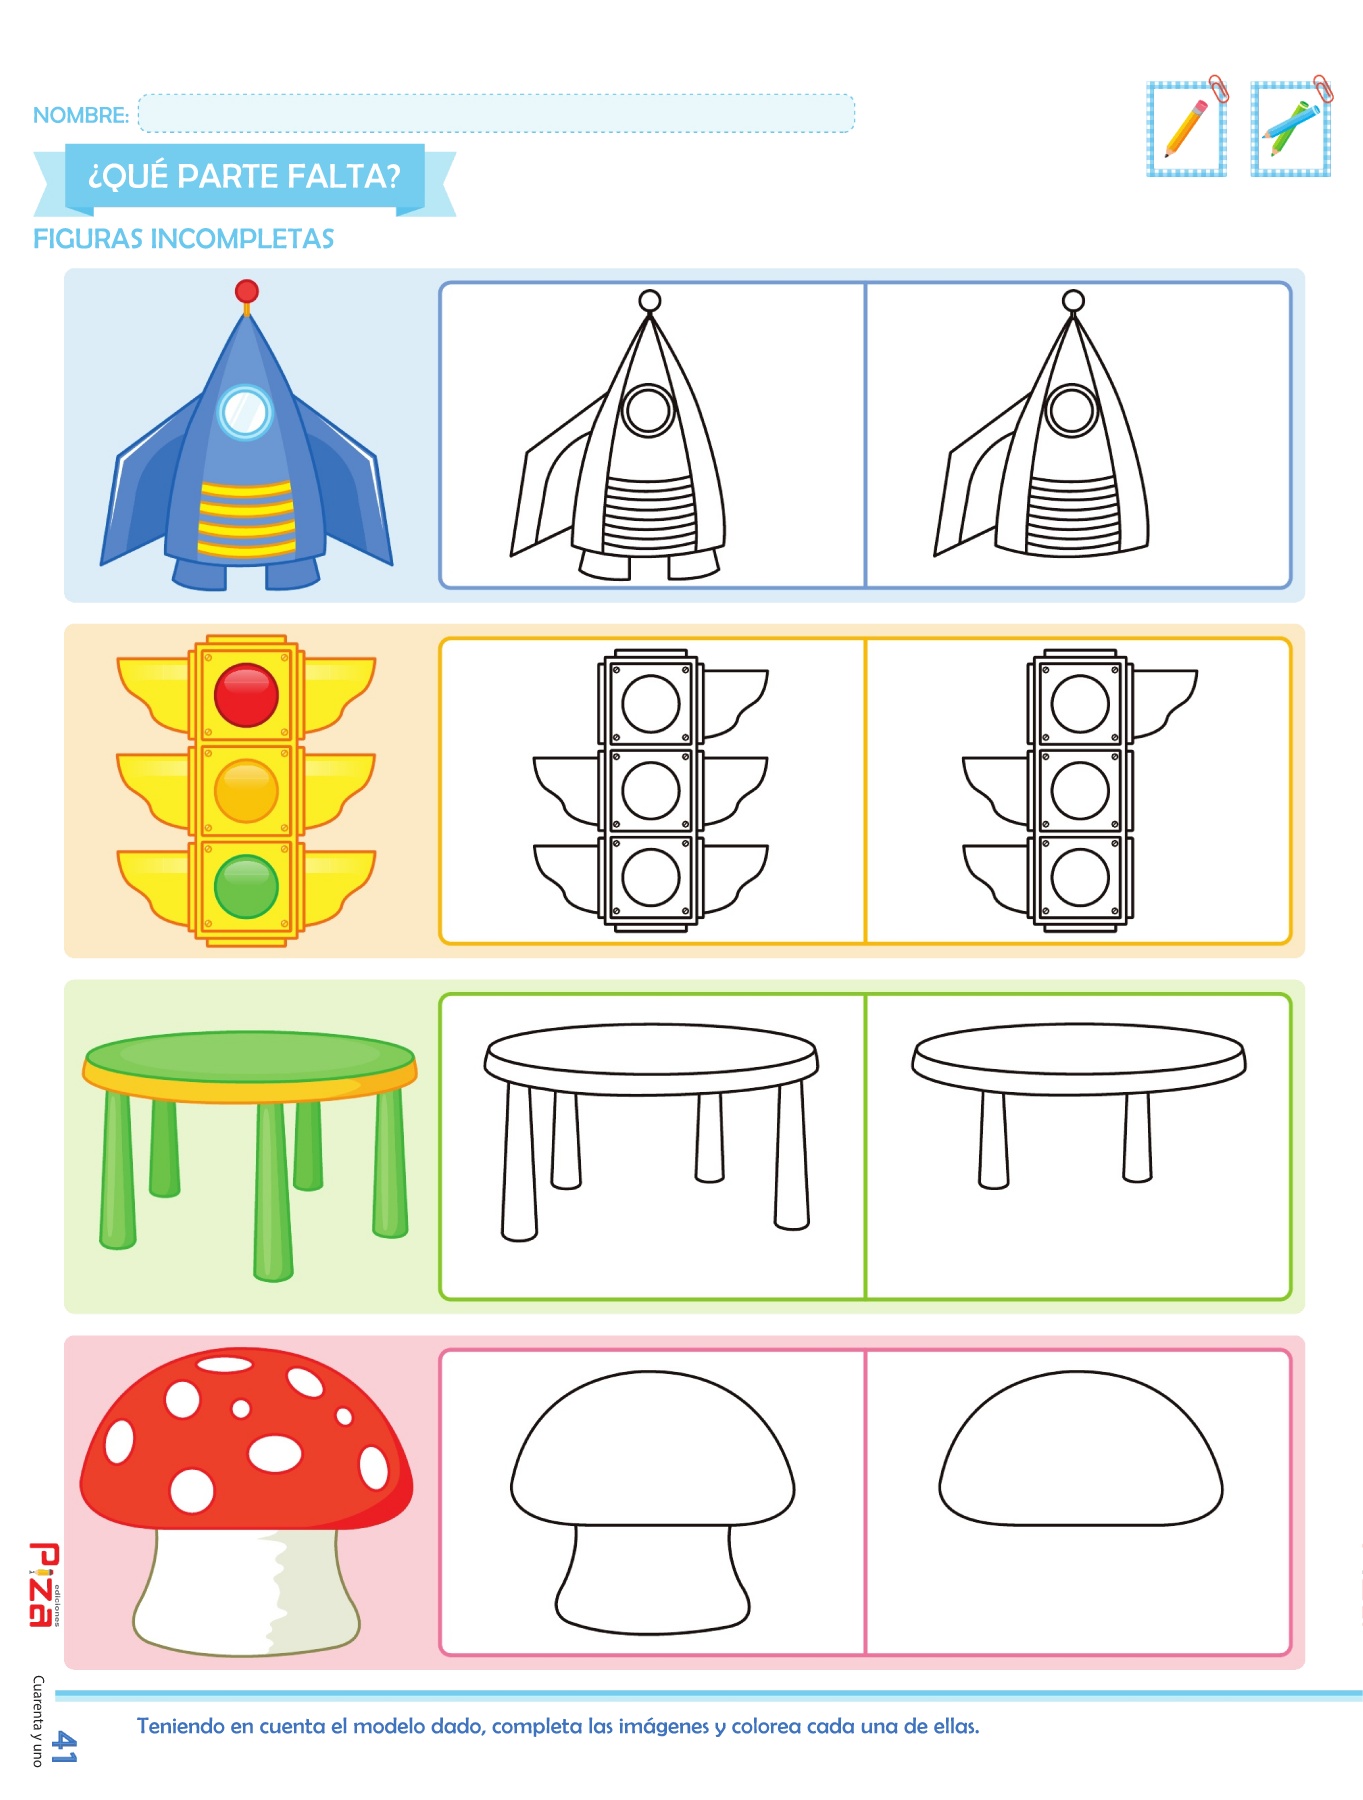 NOMBRE:
¿QUÉ PARTE FALTA?
FIGURAS INCOMPLETAS
Piza
ediciones
Cuarenta y uno
41
Teniendo en cuenta el modelo dado, completa las imágenes y colorea cada una de ellas.